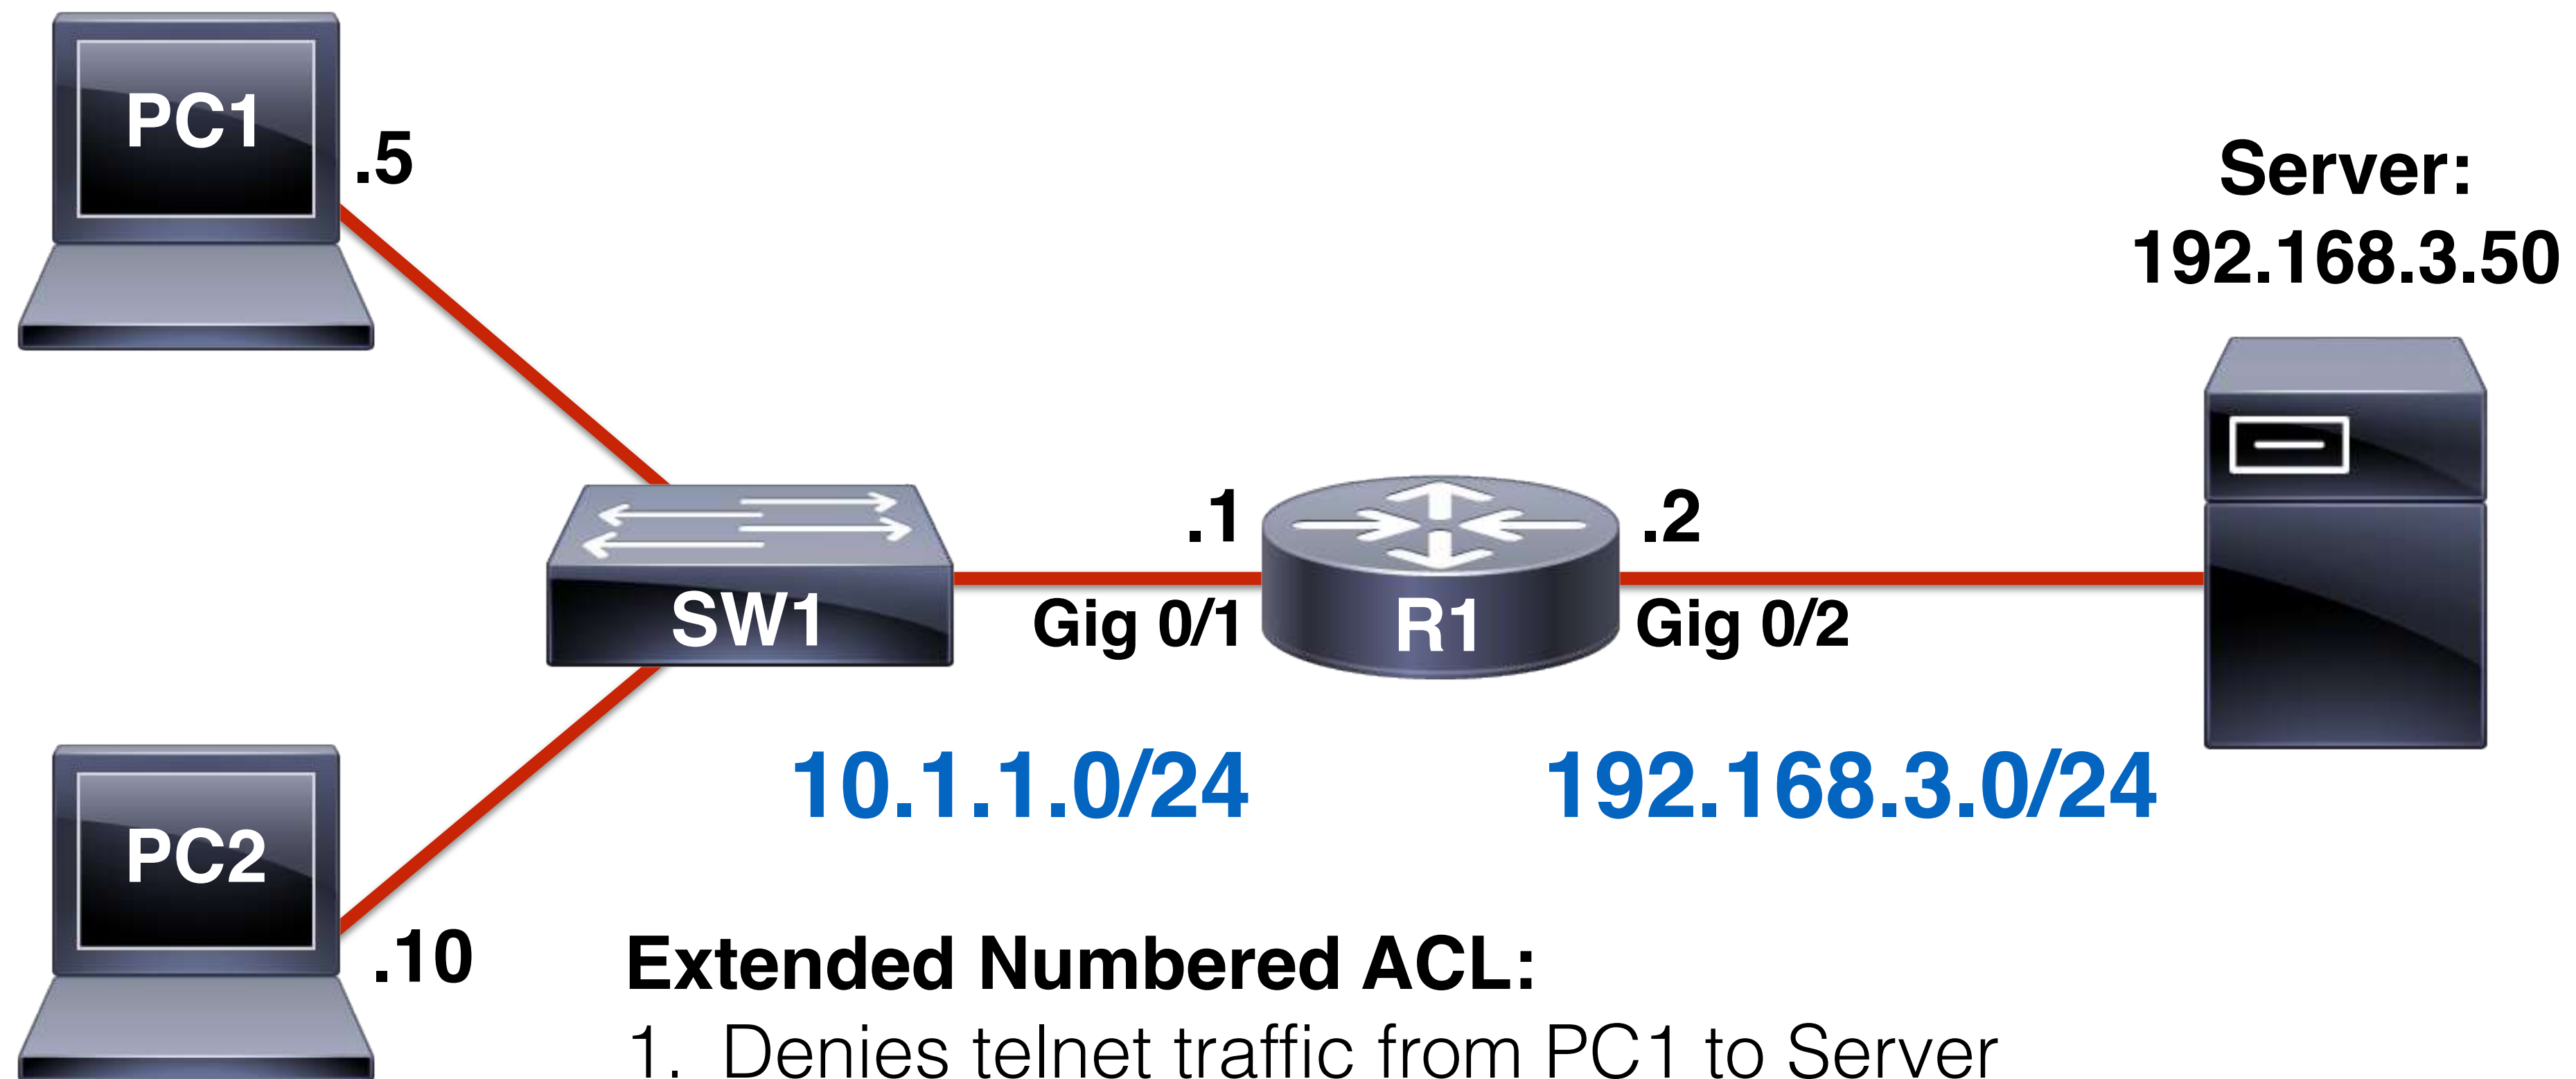 PC1
.5
Server:
192.168.3.50
.1
.2
SW1
Gig 0/1
R1
Gig 0/2
10.1.1.0/24
192.168.3.0/24
PC2
.10
Extended Numbered ACL:
1. Denies telnet traffic from PC1 to Server